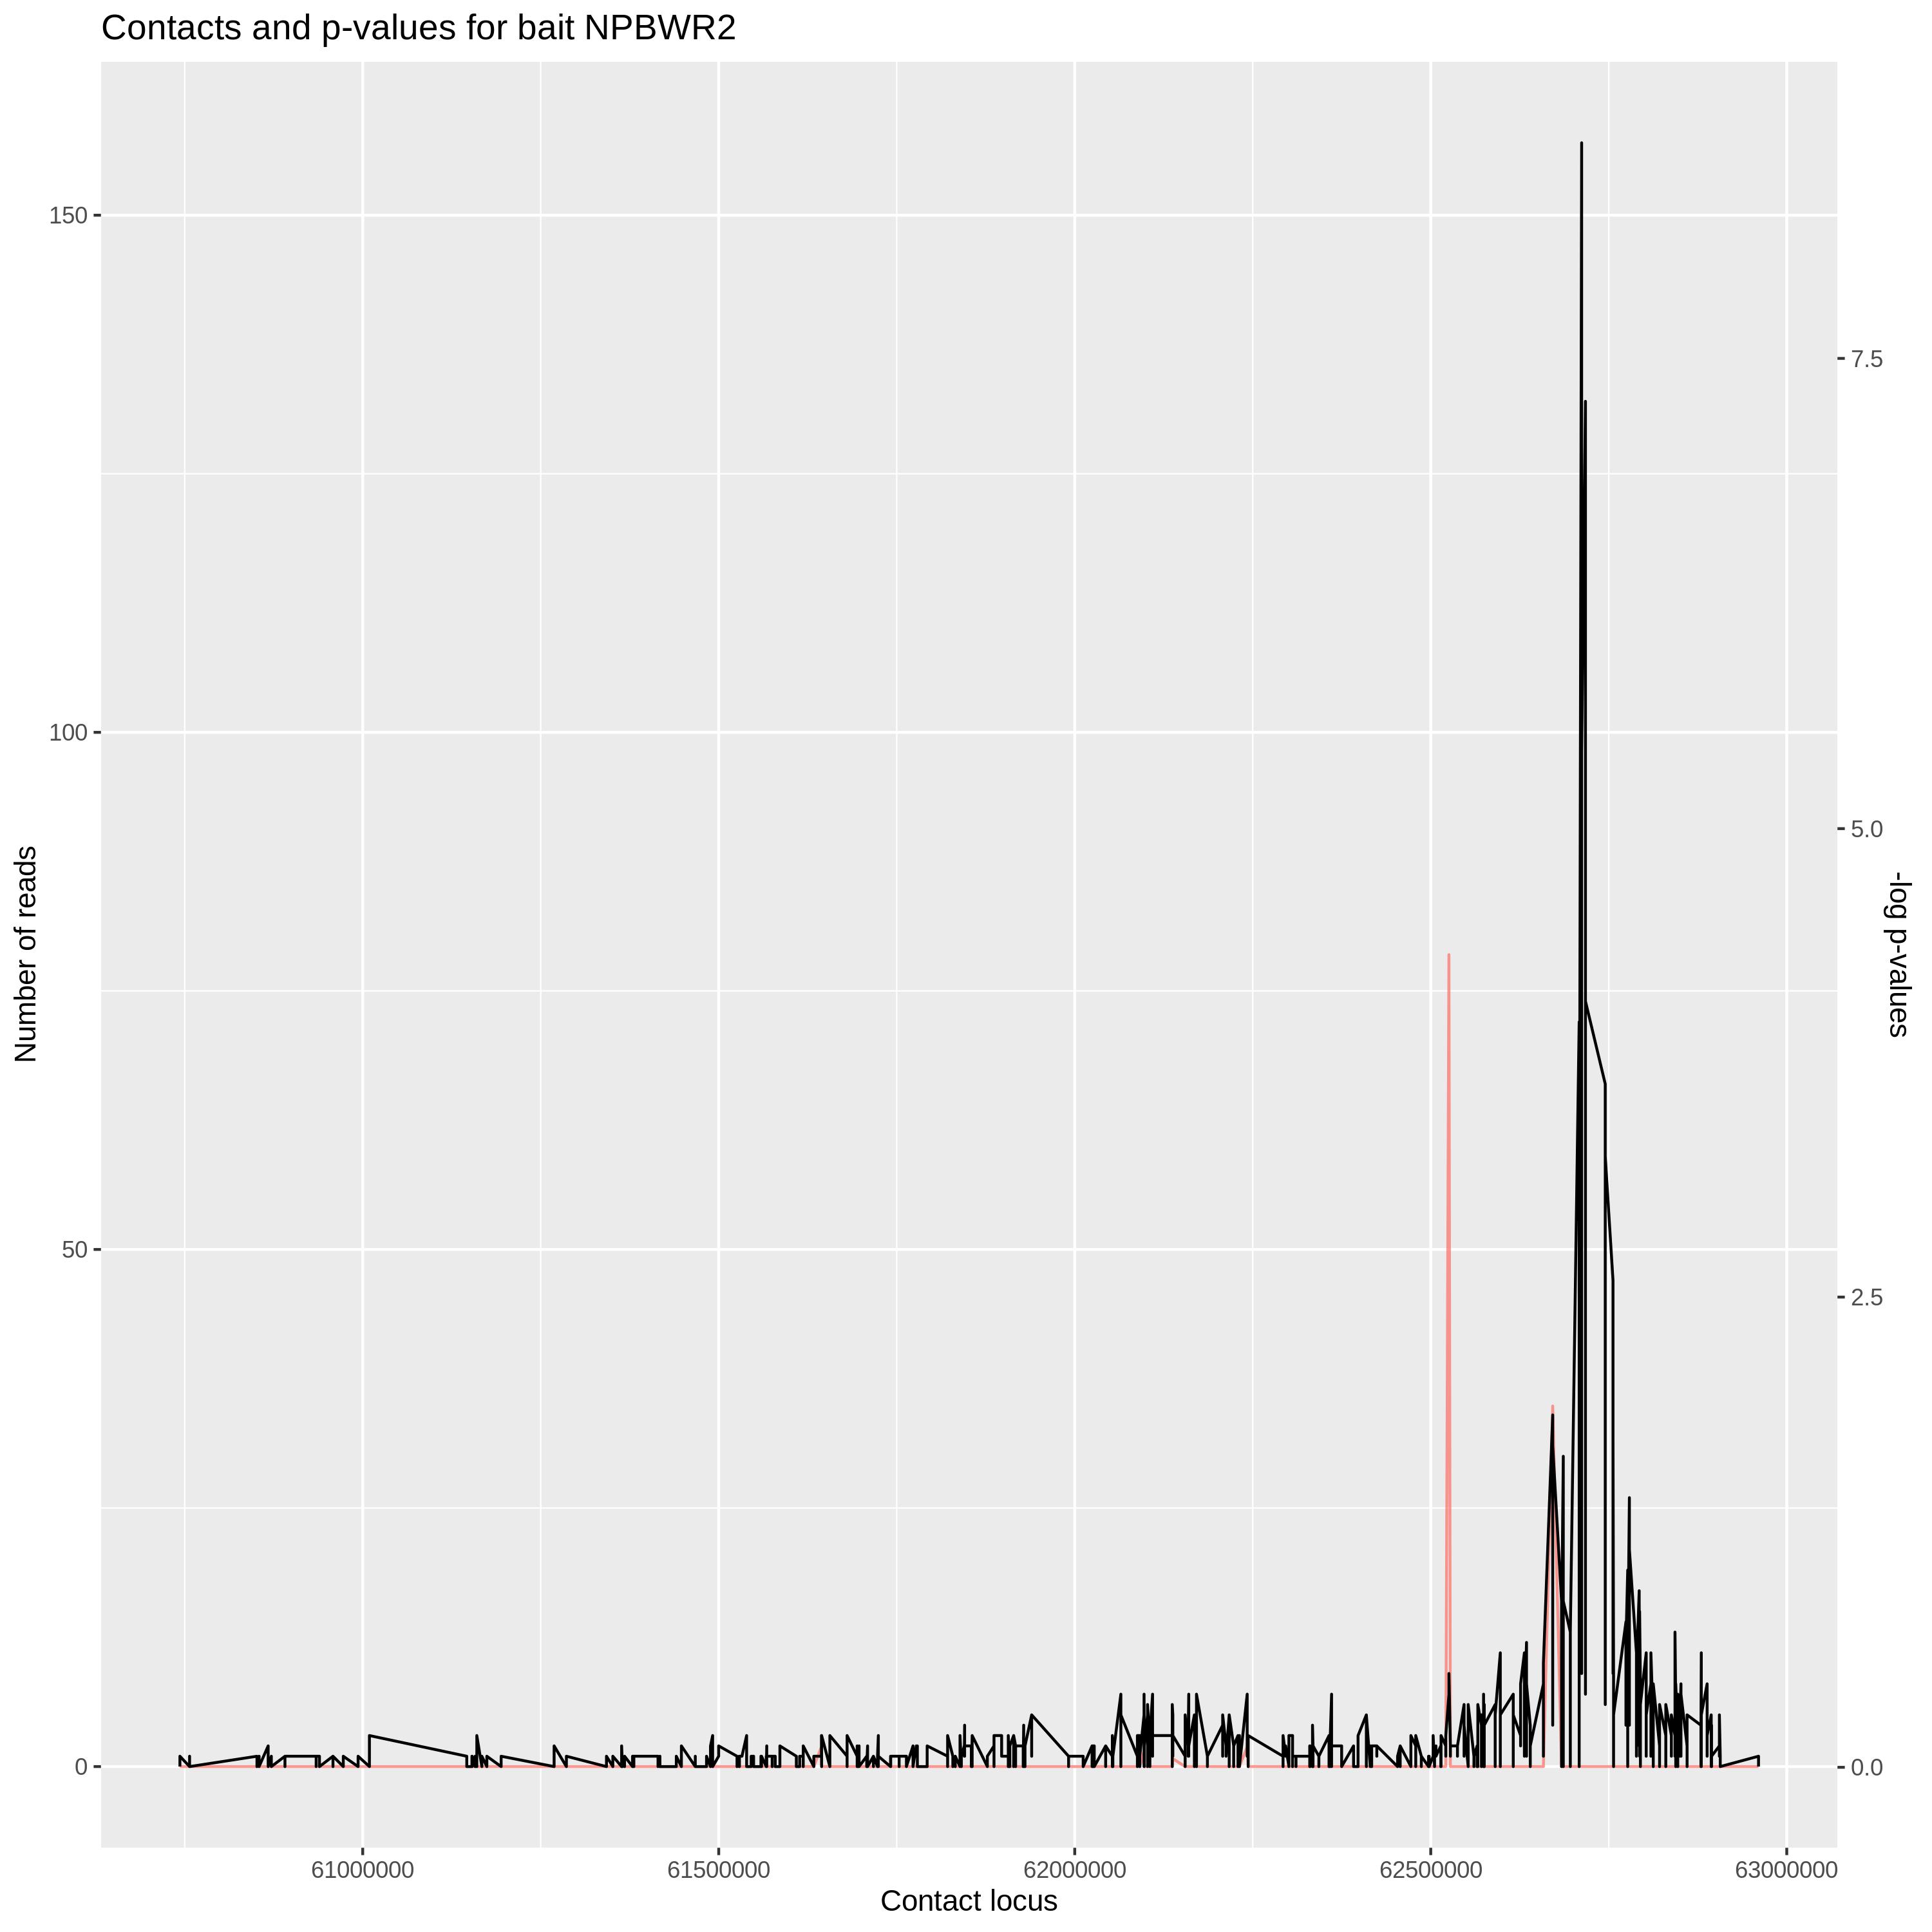 Contacts and p-values for bait NPBWR2
150
100
50
0
Number of reads
7.5
5.0
2.5
0.0
-log p-values
61000000 61500000 62000000 62500000 63000000
Contact locus